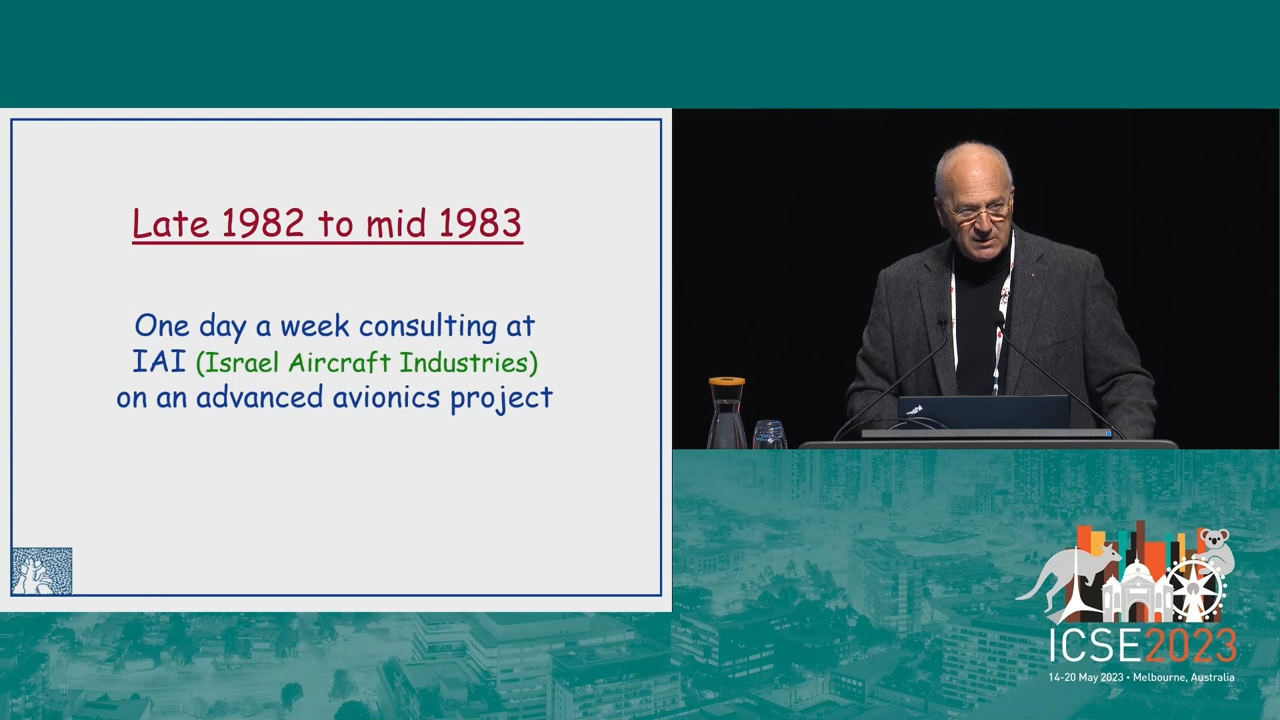 Late 1982 to mid 1983
One day a week consulting at
IAI (Israel Aircraft Industries)
on an advanced avionics project
ICSE2023
14-20 May 2023 • Melbourne, Australia